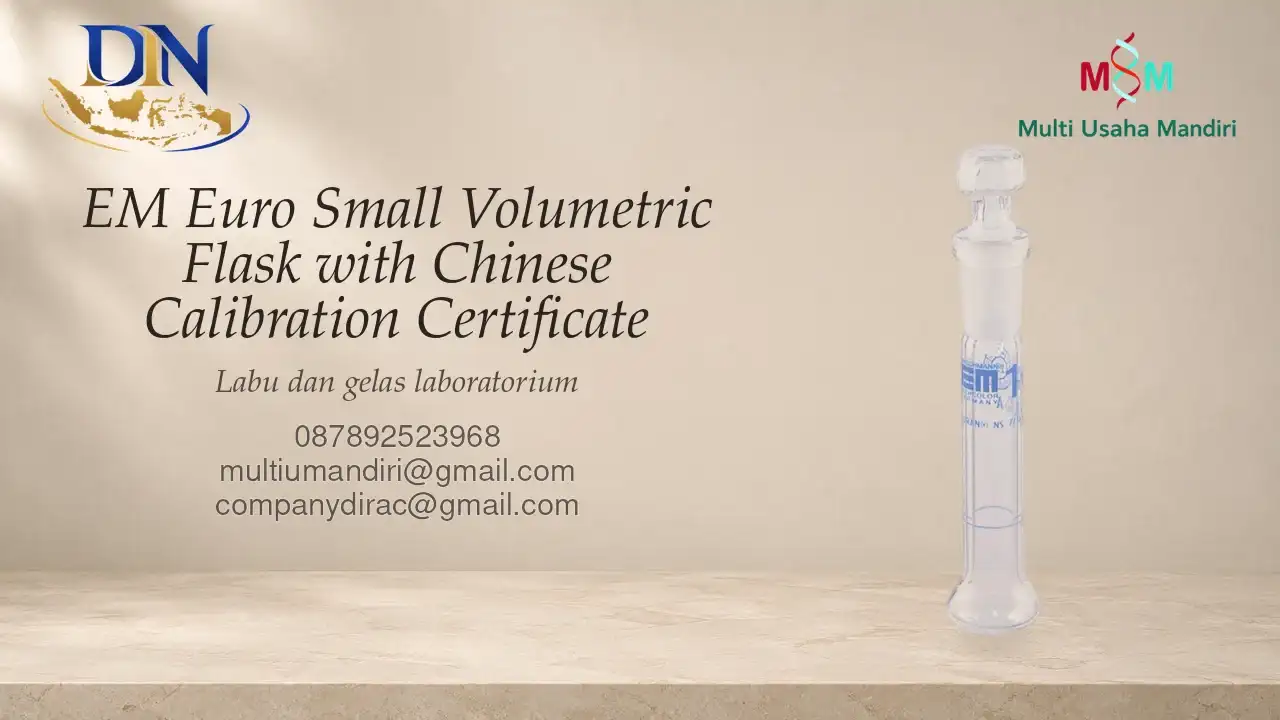 DN
M M
Multi Usaha Mandiri
EM Euro Small Volumetric
Flask with Chinese
Calibration Certificate
Labu dan gelas laboratorium
087892523968
multiumandiri@gmail.com
companydirac@gmail.com
EM